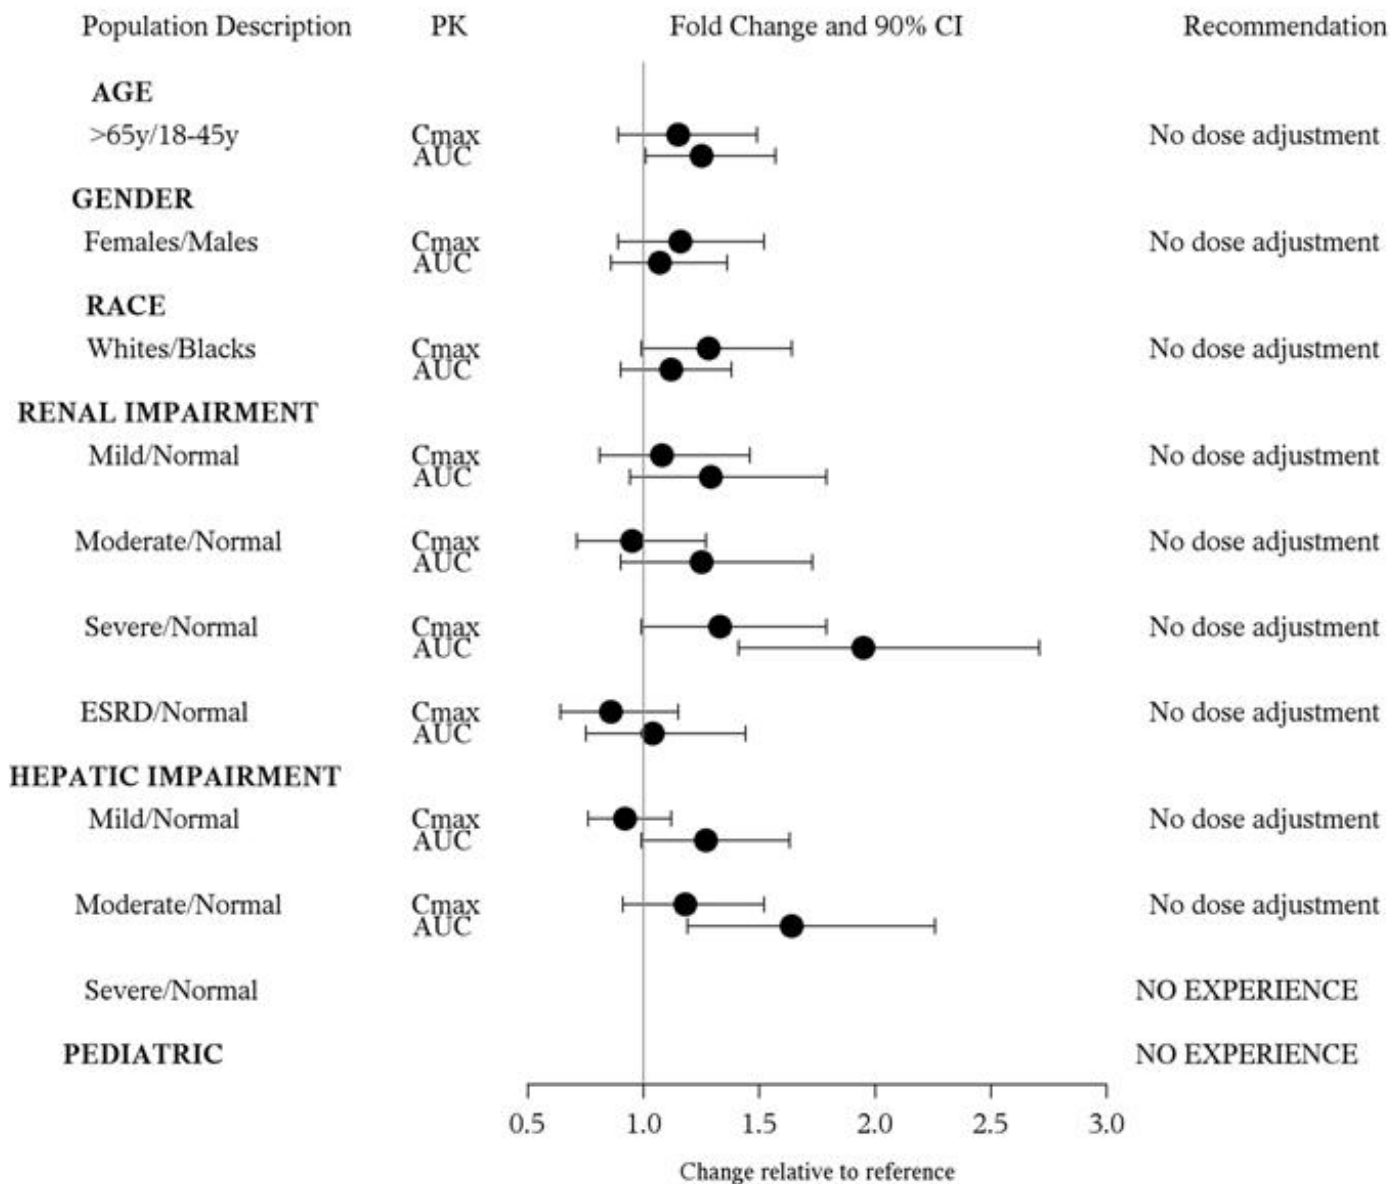 Population Description PK Fold Change and 90% CI Recommendation
AGE
>65y/18-45y Cmax No dose adjustment
AUC
GENDER
Females/Males Cmax No dose adjustment
AUC
RACE
Whites/Blacks Cmax No dose adjustment
AUC
RENAL IMPAIRMENT
Mild/Normal Cmax No dose adjustment
AUC
Moderate/Normal Cmax No dose adjustment
AUC
Severe/Normal Cmax No dose adjustment
AUC
ESRD/Normal Cmax No dose adjustment
AUC
HEPATIC IMPAIRMENT
Mild/Normal Cmax No dose adjustment
AUC
Moderate/Normal Cmax No dose adjustment
AUC
Severe/Normal NO EXPERIENCE
PEDIATRIC NO EXPERIENCE
0.5 1.0 1.5 2.0 2.5 3.0
Change relative to reference